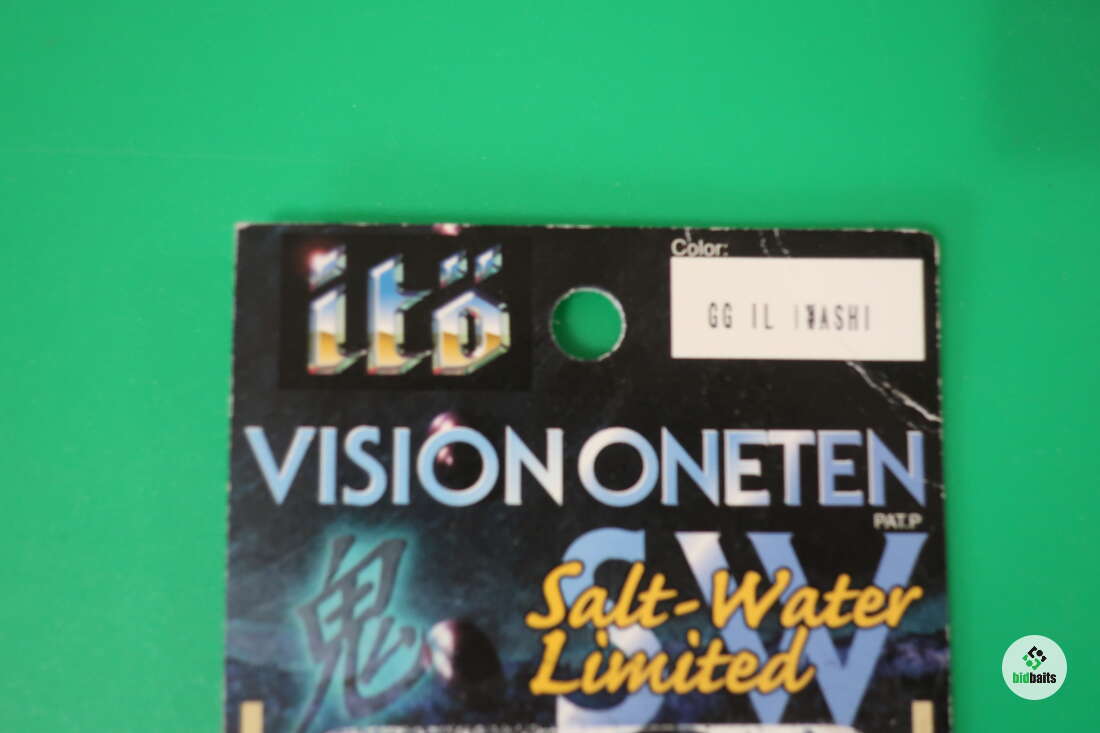 itö
Color:
GG IL IWASHI
VISION ONETEN
PAT.P
SW
Salt-Water
Limited
鬼
bidbaits